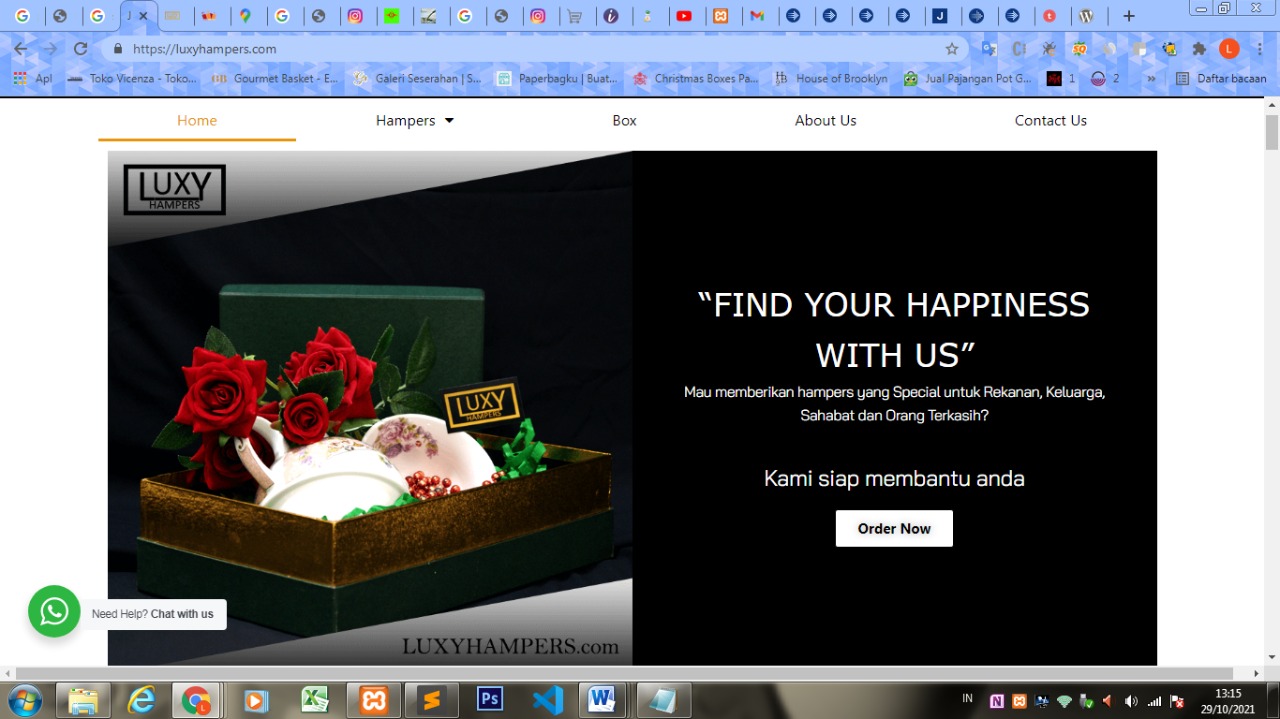 https://luxyhampers.com
Apl
Toko Vicenza - Toko...
Gourmet Basket - E...
Galeri Seserahan | S...
Paperbagku | Buat...
Christmas Boxes Pa...
House of Brooklyn
Jual Pajangan Pot G...
1
2
»
Daftar bacaan
Home
Hampers
Box
About Us
Contact Us
LUXY
HAMPERS
LUXY
HAMPERS
“FIND YOUR HAPPINESS
WITH US”
Mau memberikan hampers yang Special untuk Rekanan, Keluarga,
Sahabat dan Orang Terkasih?
Kami siap membantu anda
Order Now
Need Help? Chat with us
LUXYHAMPERS.com
IN
13:15
29/10/2021